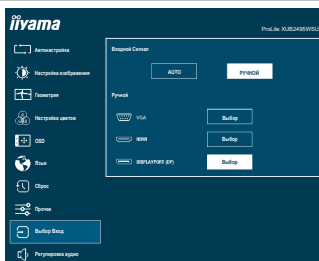 iiyama
ProLite XUB2495WSU
Автонастройка
Настройка изображения
Геометрия
Настройка цветов
OSD
Язык
Сброс
Прочее
Выбор Вход
Регулировка аудио
Входной Сигнал
AUTO
РУЧНОЙ
Ручной
VGA
Выбор
HDMI
Выбор
DISPLAYPORT (DP)
Выбор